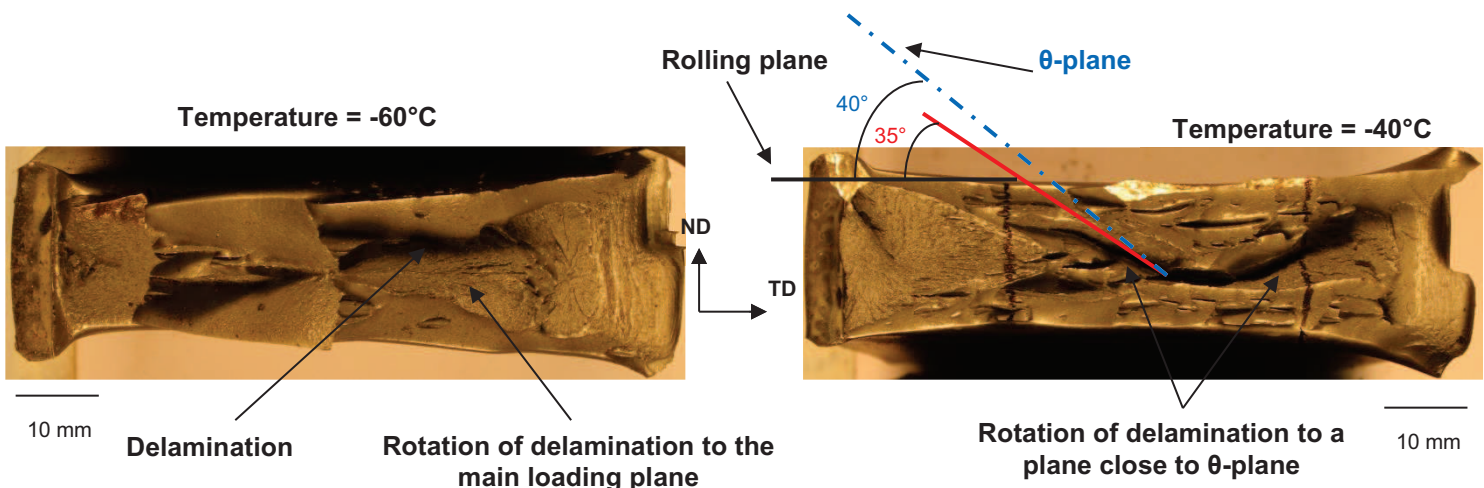 Temperature = -60°C
ND
TD
10 mm
Delamination
Rotation of delamination to the
main loading plane
Rolling plane
θ-plane
40°
35°
Temperature = -40°C
Rotation of delamination to a
plane close to θ-plane
10 mm